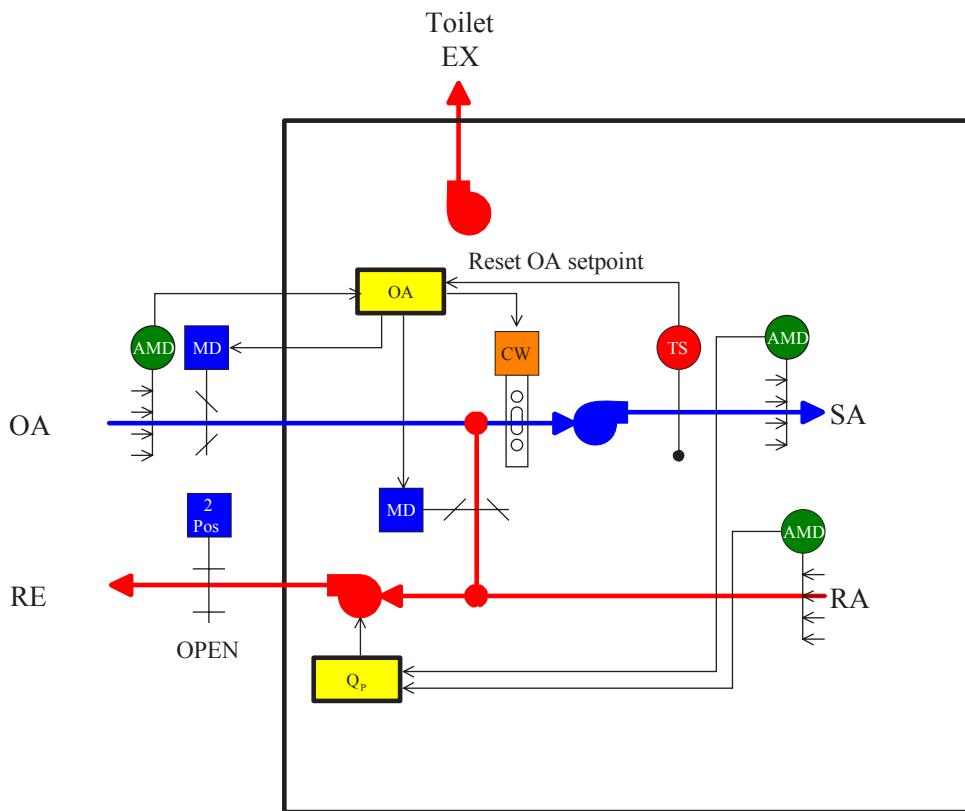 Toilet
EX
Reset OA setpoint
OA
AMD
MD
CW
TS
AMD
OA
SA
MD
2
Pos
AMD
RE
RA
OPEN
QP